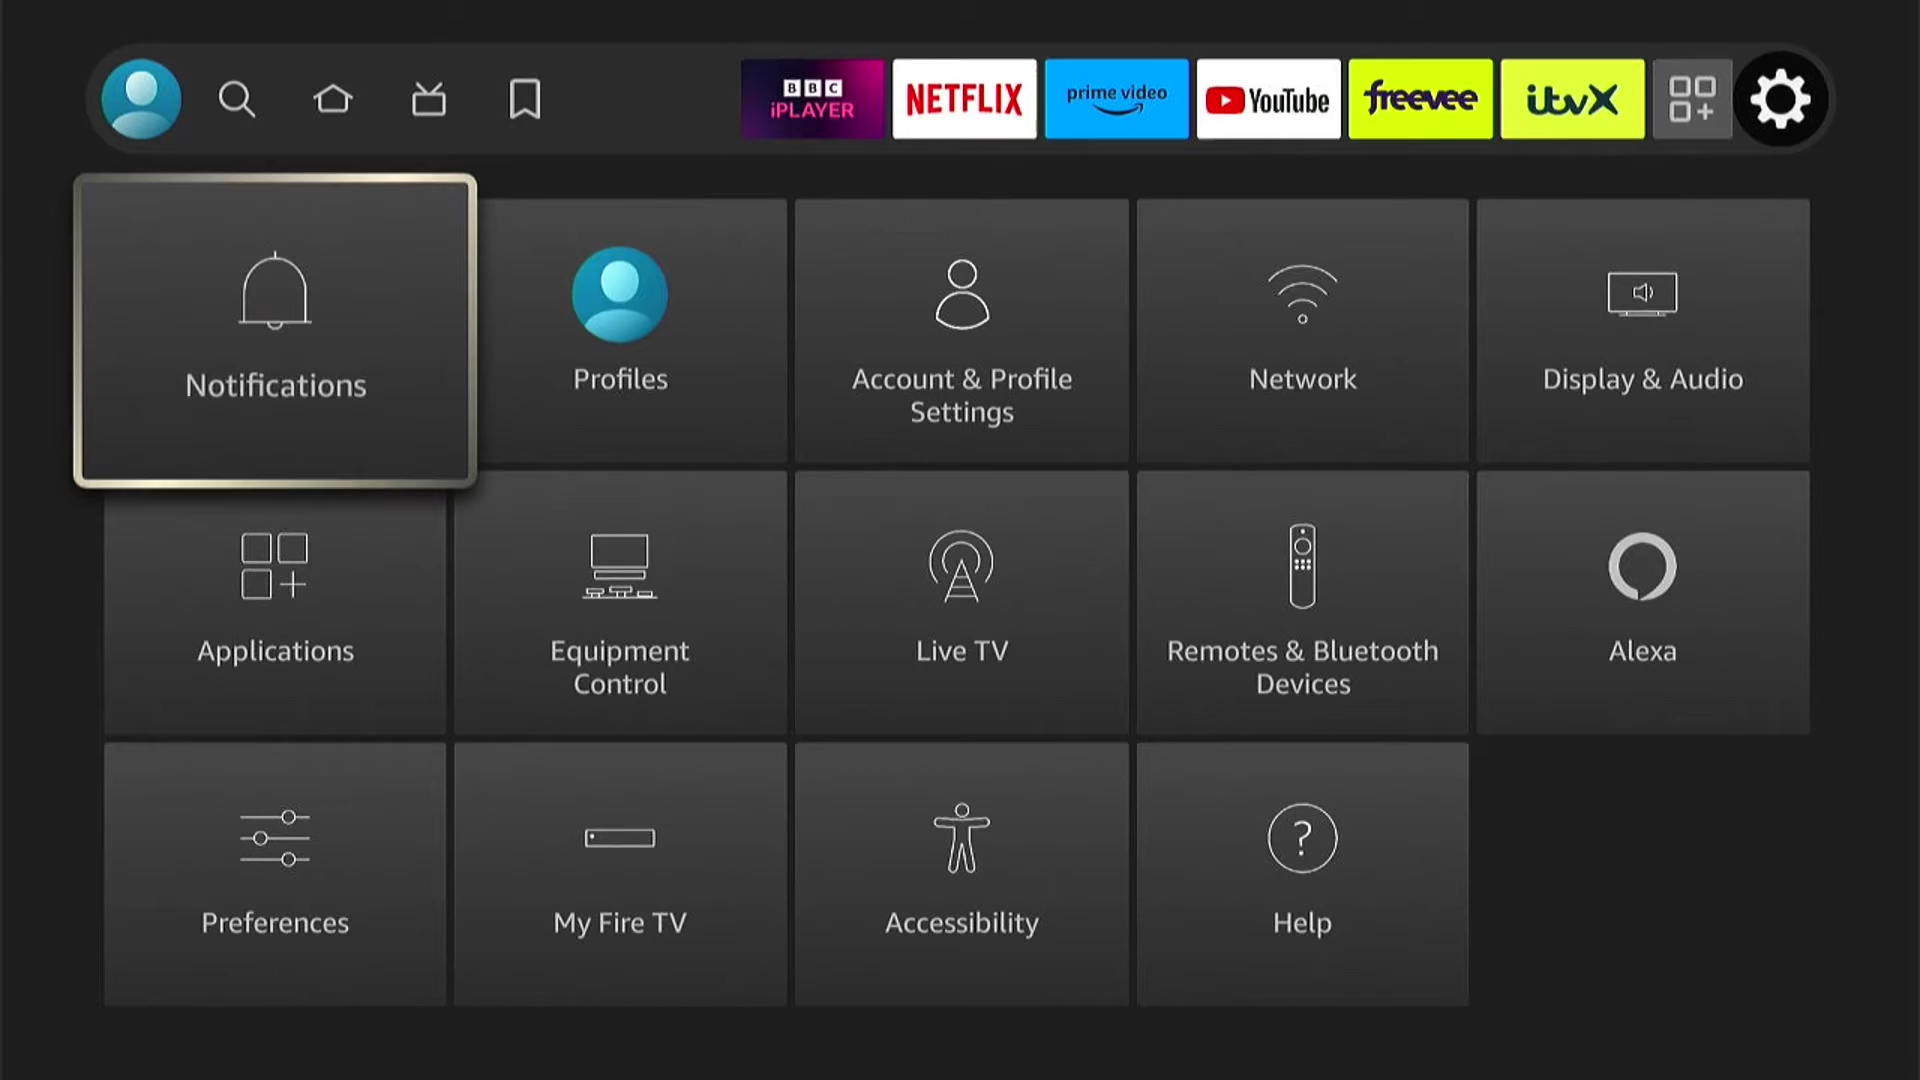 BBC
iPLAYER
NETFLIX
prime video
YouTube
freevee
itvX
Notifications
Profiles
Account & Profile
Settings
Network
Display & Audio
Applications
Equipment
Control
Live TV
Remotes & Bluetooth
Devices
Alexa
Preferences
My Fire TV
Accessibility
?
Help